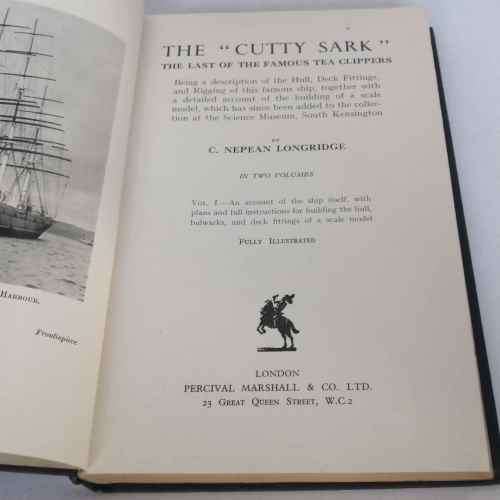 THE "CUTTY SARK"
THE LAST OF THE FAMOUS TEA CLIPPERS
Being a description of the Hull, Deck Fittings,
and Rigging of this famous ship, together with
a detailed account of the building of a scale
model, which has since been added to the collec-
tion at the Science Museum, South Kensington
BY
C. NEPEAN LONGRIDGE
IN TWO VOLUMES
VOL. I.—An account of the ship itself, with
plans and full instructions for building the hull,
bulwarks, and deck fittings of a scale model
FULLY ILLUSTRATED
LONDON
PERCIVAL MARSHALL & CO. LTD.
23 GREAT QUEEN STREET, W.C.2
HARBOUR.
Frontispiece